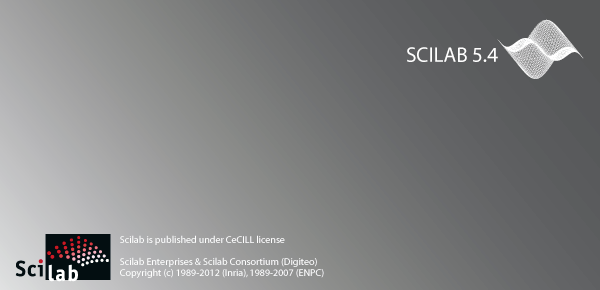 SCILAB 5.4
Scilab
Scilab is published under CeCILL license
Scilab Enterprises & Scilab Consortium (Digiteo)
Copyright (c) 1989-2012 (Inria), 1989-2007 (ENPC)